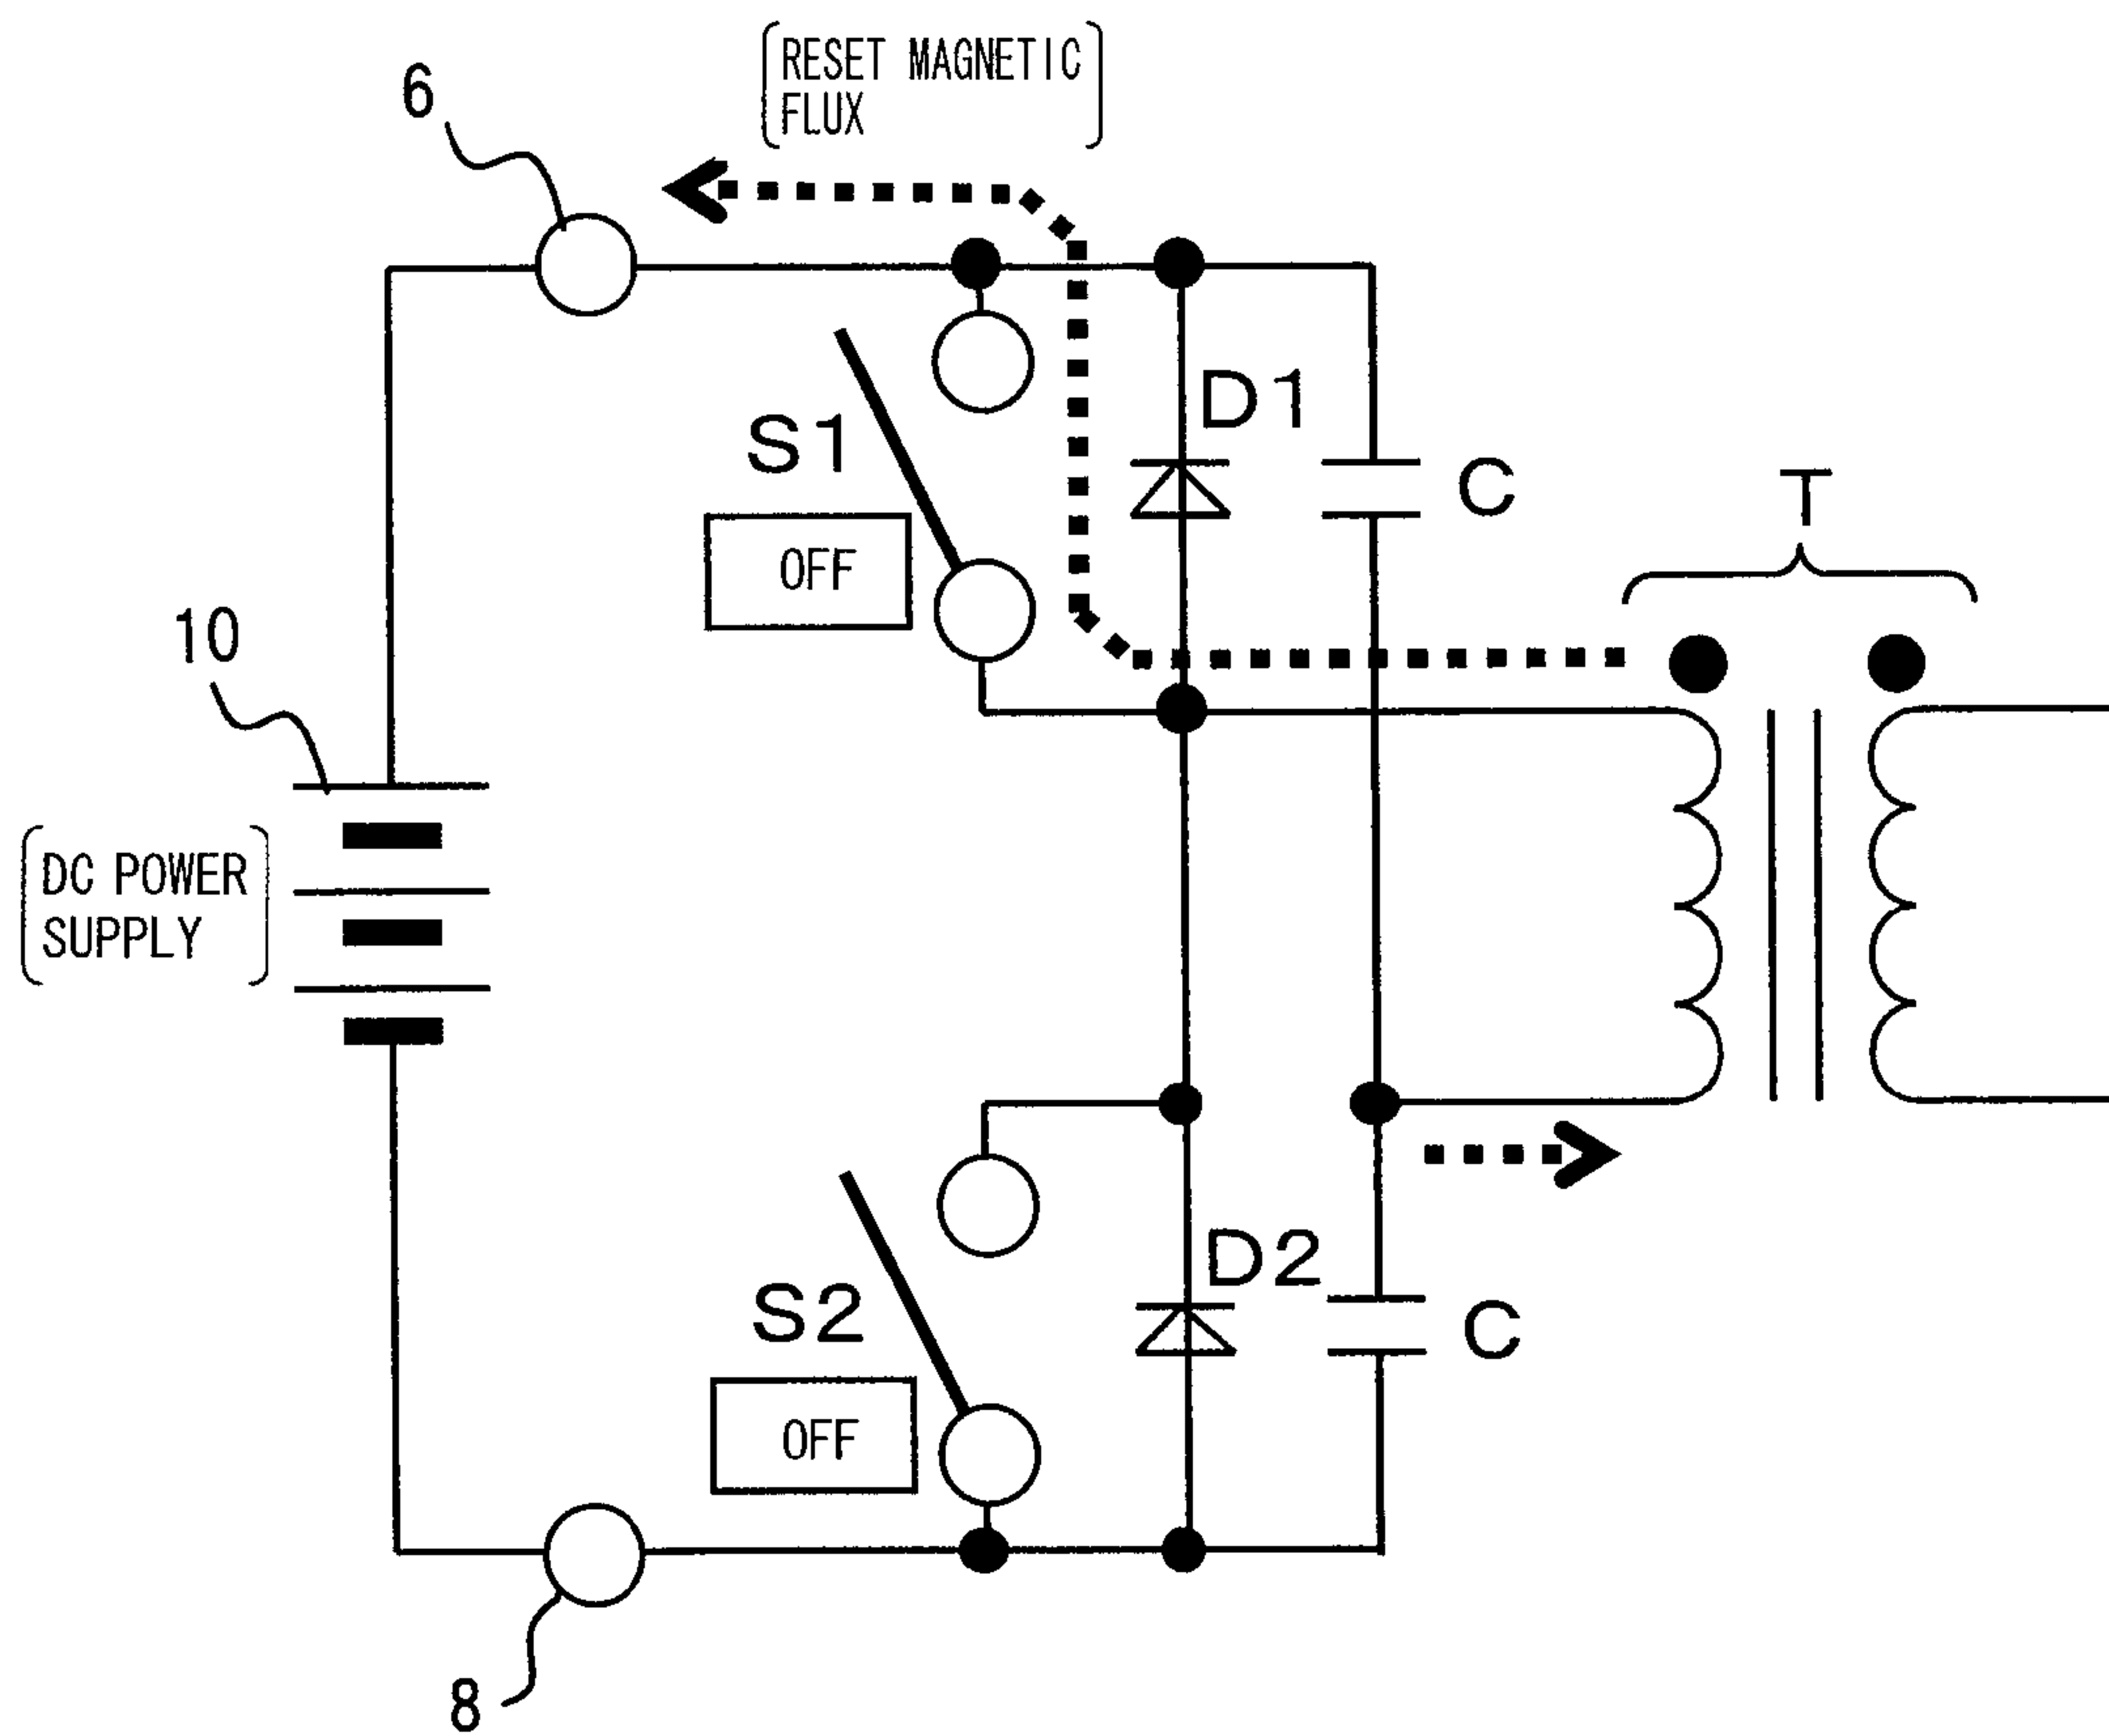 RESET MAGNETIC
FLUX
6
D1
S1
C
T
OFF
10
DC POWER
SUPPLY
D2
S2
C
OFF
8